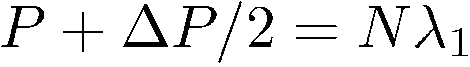 P + ΔP/2 = Nλ₁